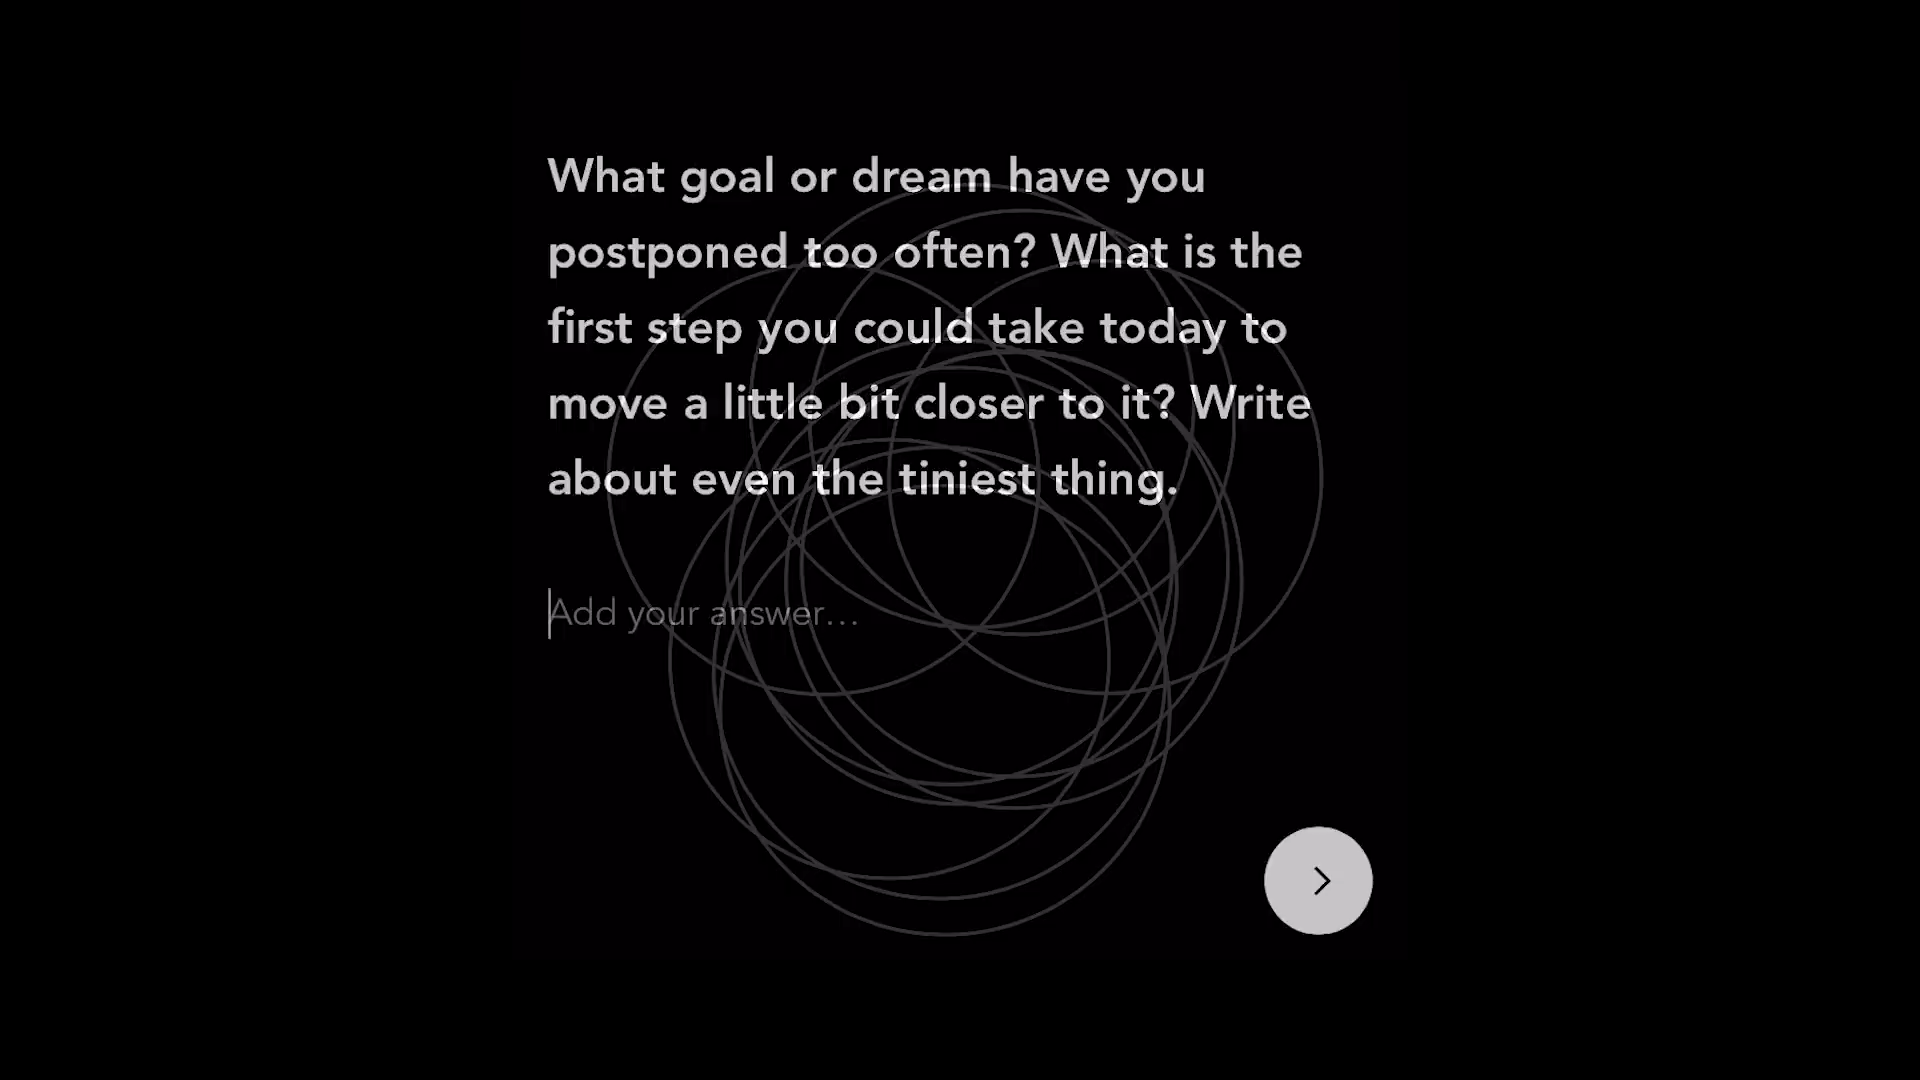 What goal or dream have you
postponed too often? What is the
first step you could take today to
move a little bit closer to it? Write
about even the tiniest thing.
Add your answer...